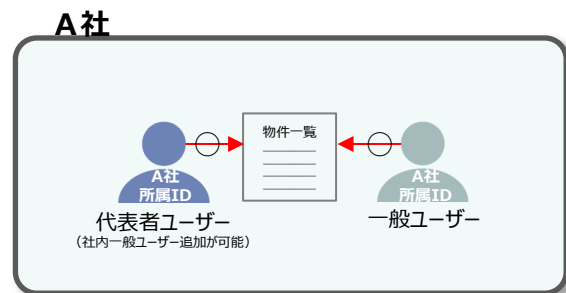 A社
物件一覧
A社
所属ID
A社
所属ID
代表者ユーザー
（社内一般ユーザー追加が可能）
一般ユーザー